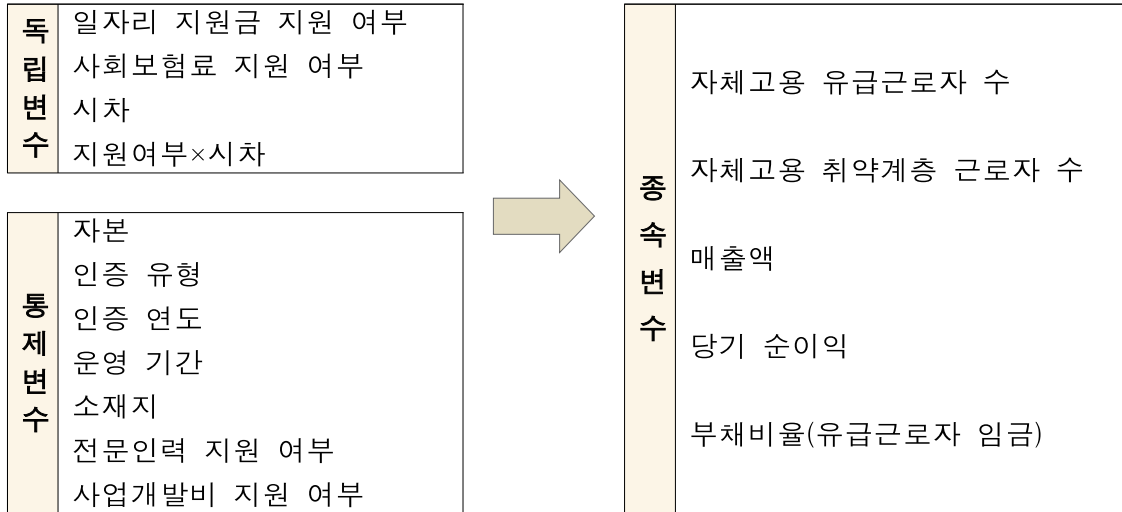 독립변수
일자리 지원금 지원 여부
사회보험료 지원 여부
시차
지원여부×시차
통제변수
자본
인증 유형
인증 연도
운영 기간
소재지
전문인력 지원 여부
사업개발비 지원 여부
종속변수
자체고용 유급근로자 수
자체고용 취약계층 근로자 수
매출액
당기 순이익
부채비율(유급근로자 임금)